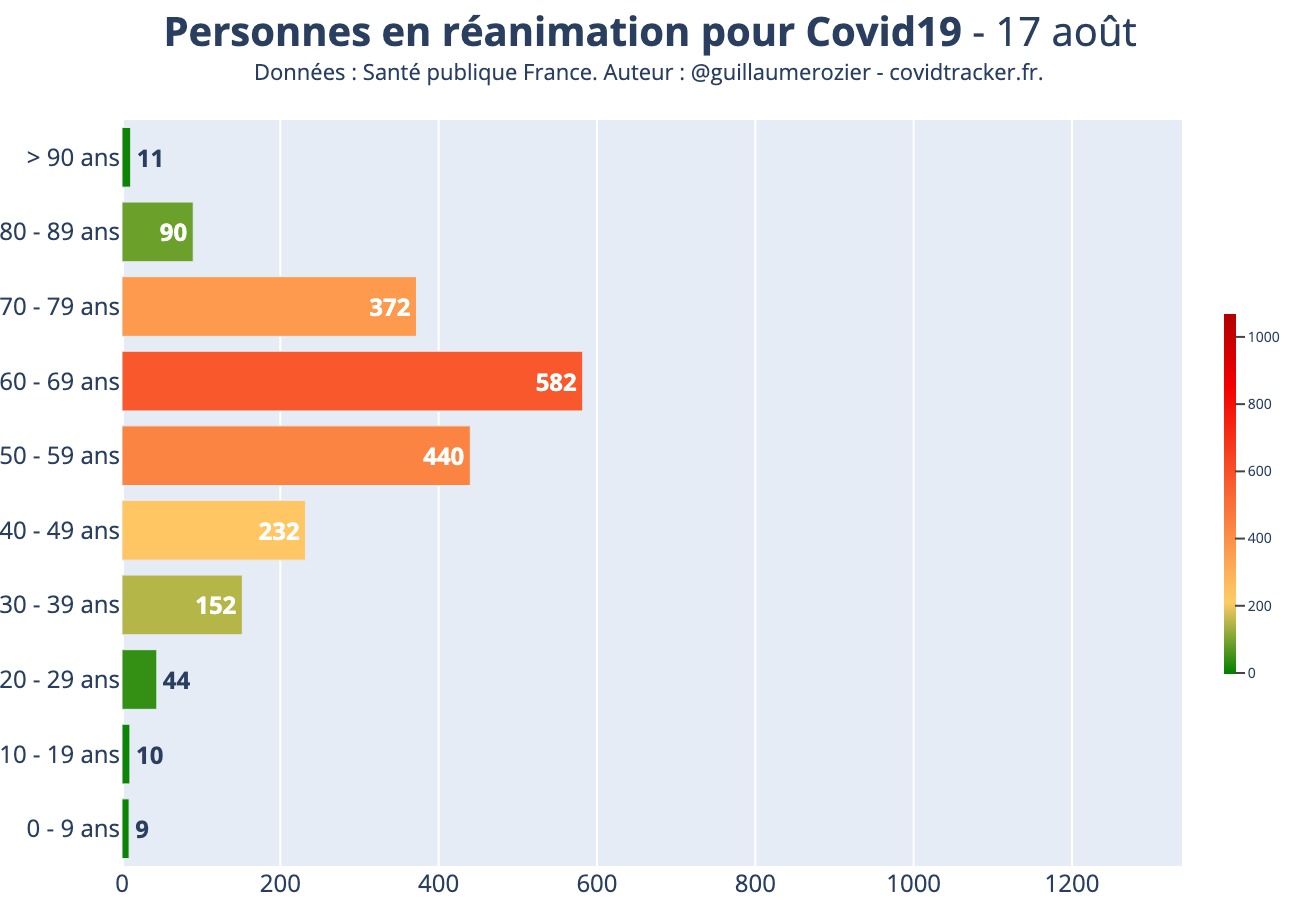 Personnes en réanimation pour Covid19 - 17 août
Données : Santé publique France. Auteur : @guillaumerozier - covidtracker.fr.
> 90 ans 11
80 - 89 ans 90
70 - 79 ans 372
60 - 69 ans 582
50 - 59 ans 440
40 - 49 ans 232
30 - 39 ans 152
20 - 29 ans 44
10 - 19 ans 10
0 - 9 ans 9
0 200 400 600 800 1000 1200
1000
800
600
400
200
0